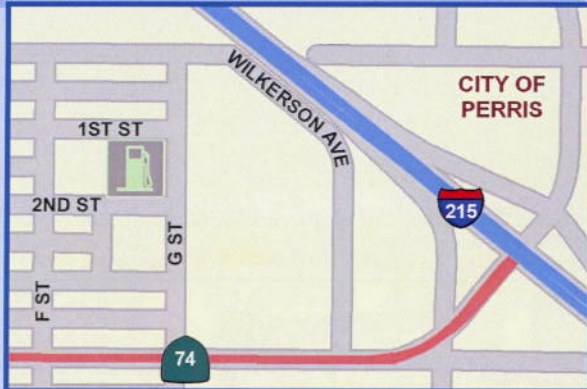 WILKERSON AVE
CITY OF
PERRIS
1ST ST
2ND ST
215
G ST
F ST
74